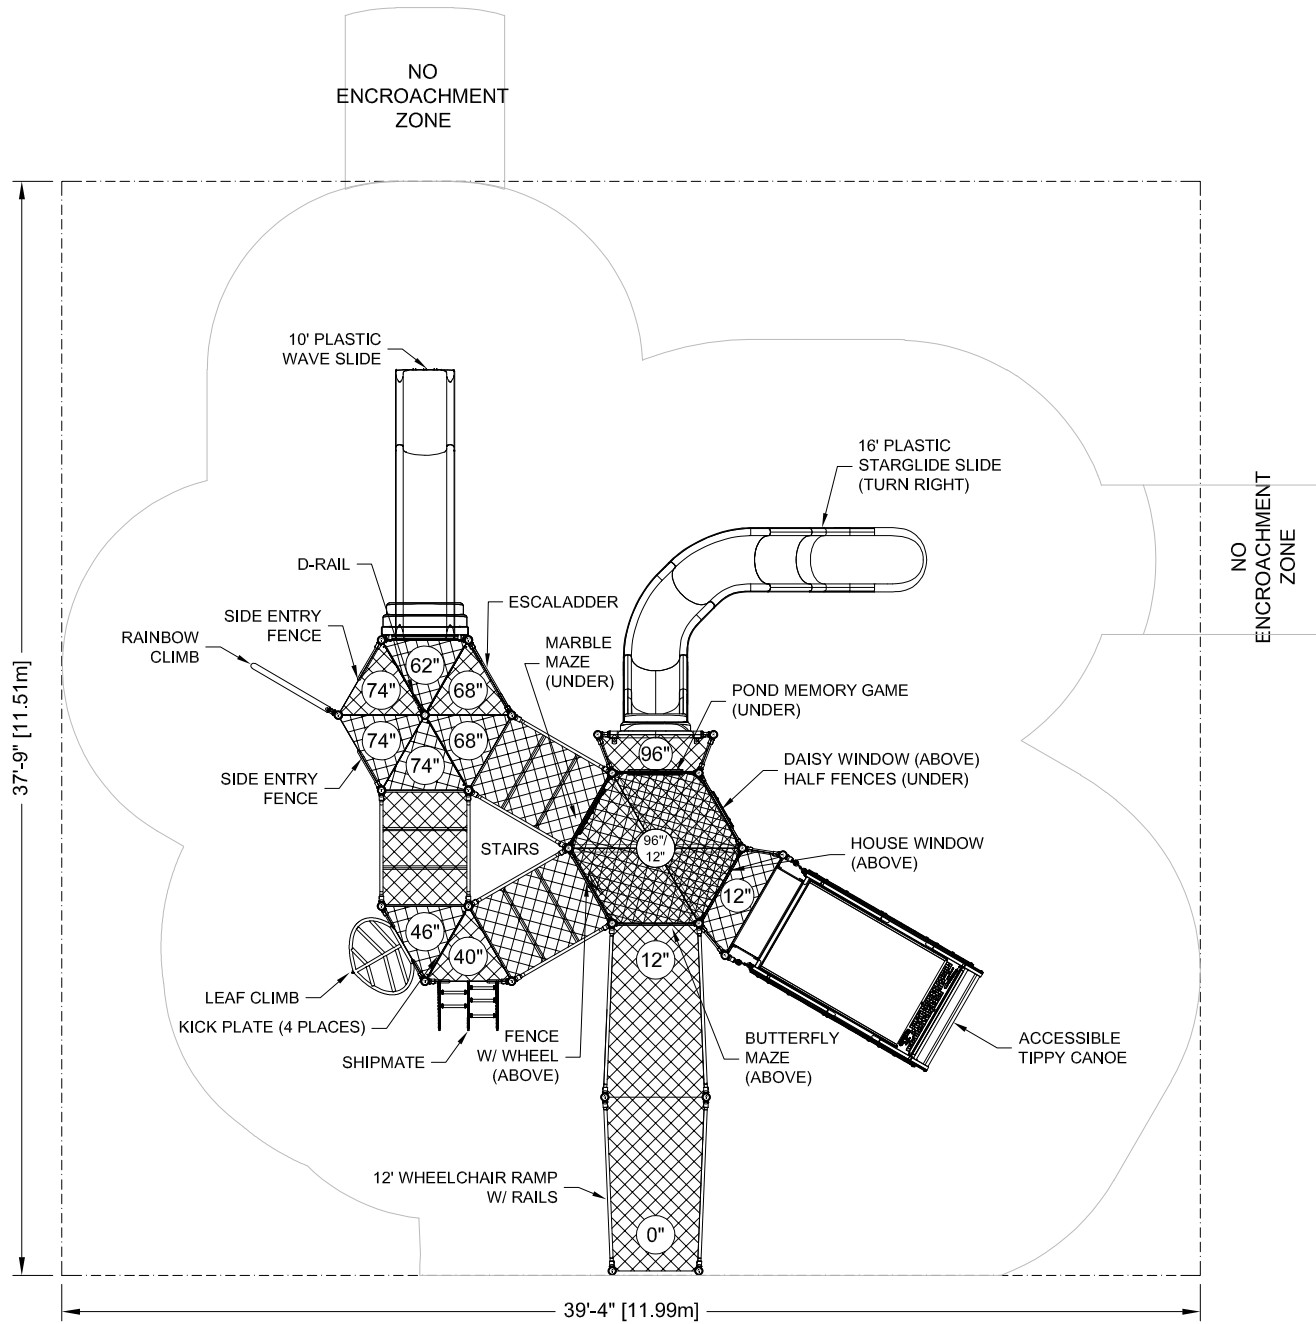 NO
ENCROACHMENT
ZONE
10' PLASTIC
WAVE SLIDE
16' PLASTIC
STARGLIDE SLIDE
(TURN RIGHT)
NO
ENCROACHMENT
ZONE
D-RAIL
SIDE ENTRY
FENCE
ESCALADDER
RAINBOW
CLIMB
MARBLE
MAZE
(UNDER)
62"
74"
68"
POND MEMORY GAME
(UNDER)
74"
68"
74"
96"
SIDE ENTRY
FENCE
DAISY WINDOW (ABOVE)
HALF FENCES (UNDER)
37'-9" [11.51m]
STAIRS
96"/
12"
HOUSE WINDOW
(ABOVE)
12"
46"
40"
12"
LEAF CLIMB
KICK PLATE (4 PLACES)
SHIPMATE
FENCE
W/ WHEEL
(ABOVE)
BUTTERFLY
MAZE
(ABOVE)
ACCESSIBLE
TIPPY CANOE
12' WHEELCHAIR RAMP
W/ RAILS
0"
39'-4" [11.99m]